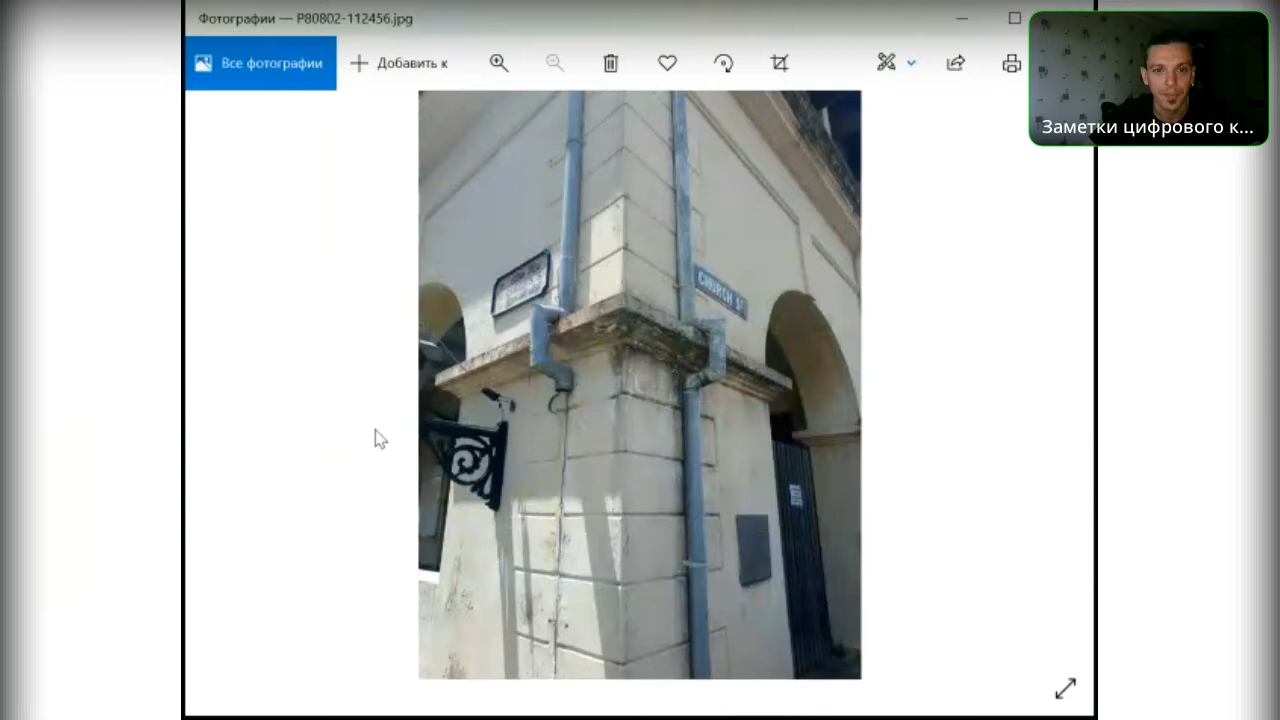 Фотографии — P80802-112456.jpg
Все фотографии
Добавить к
Заметки цифрового к...
CHURCH ST